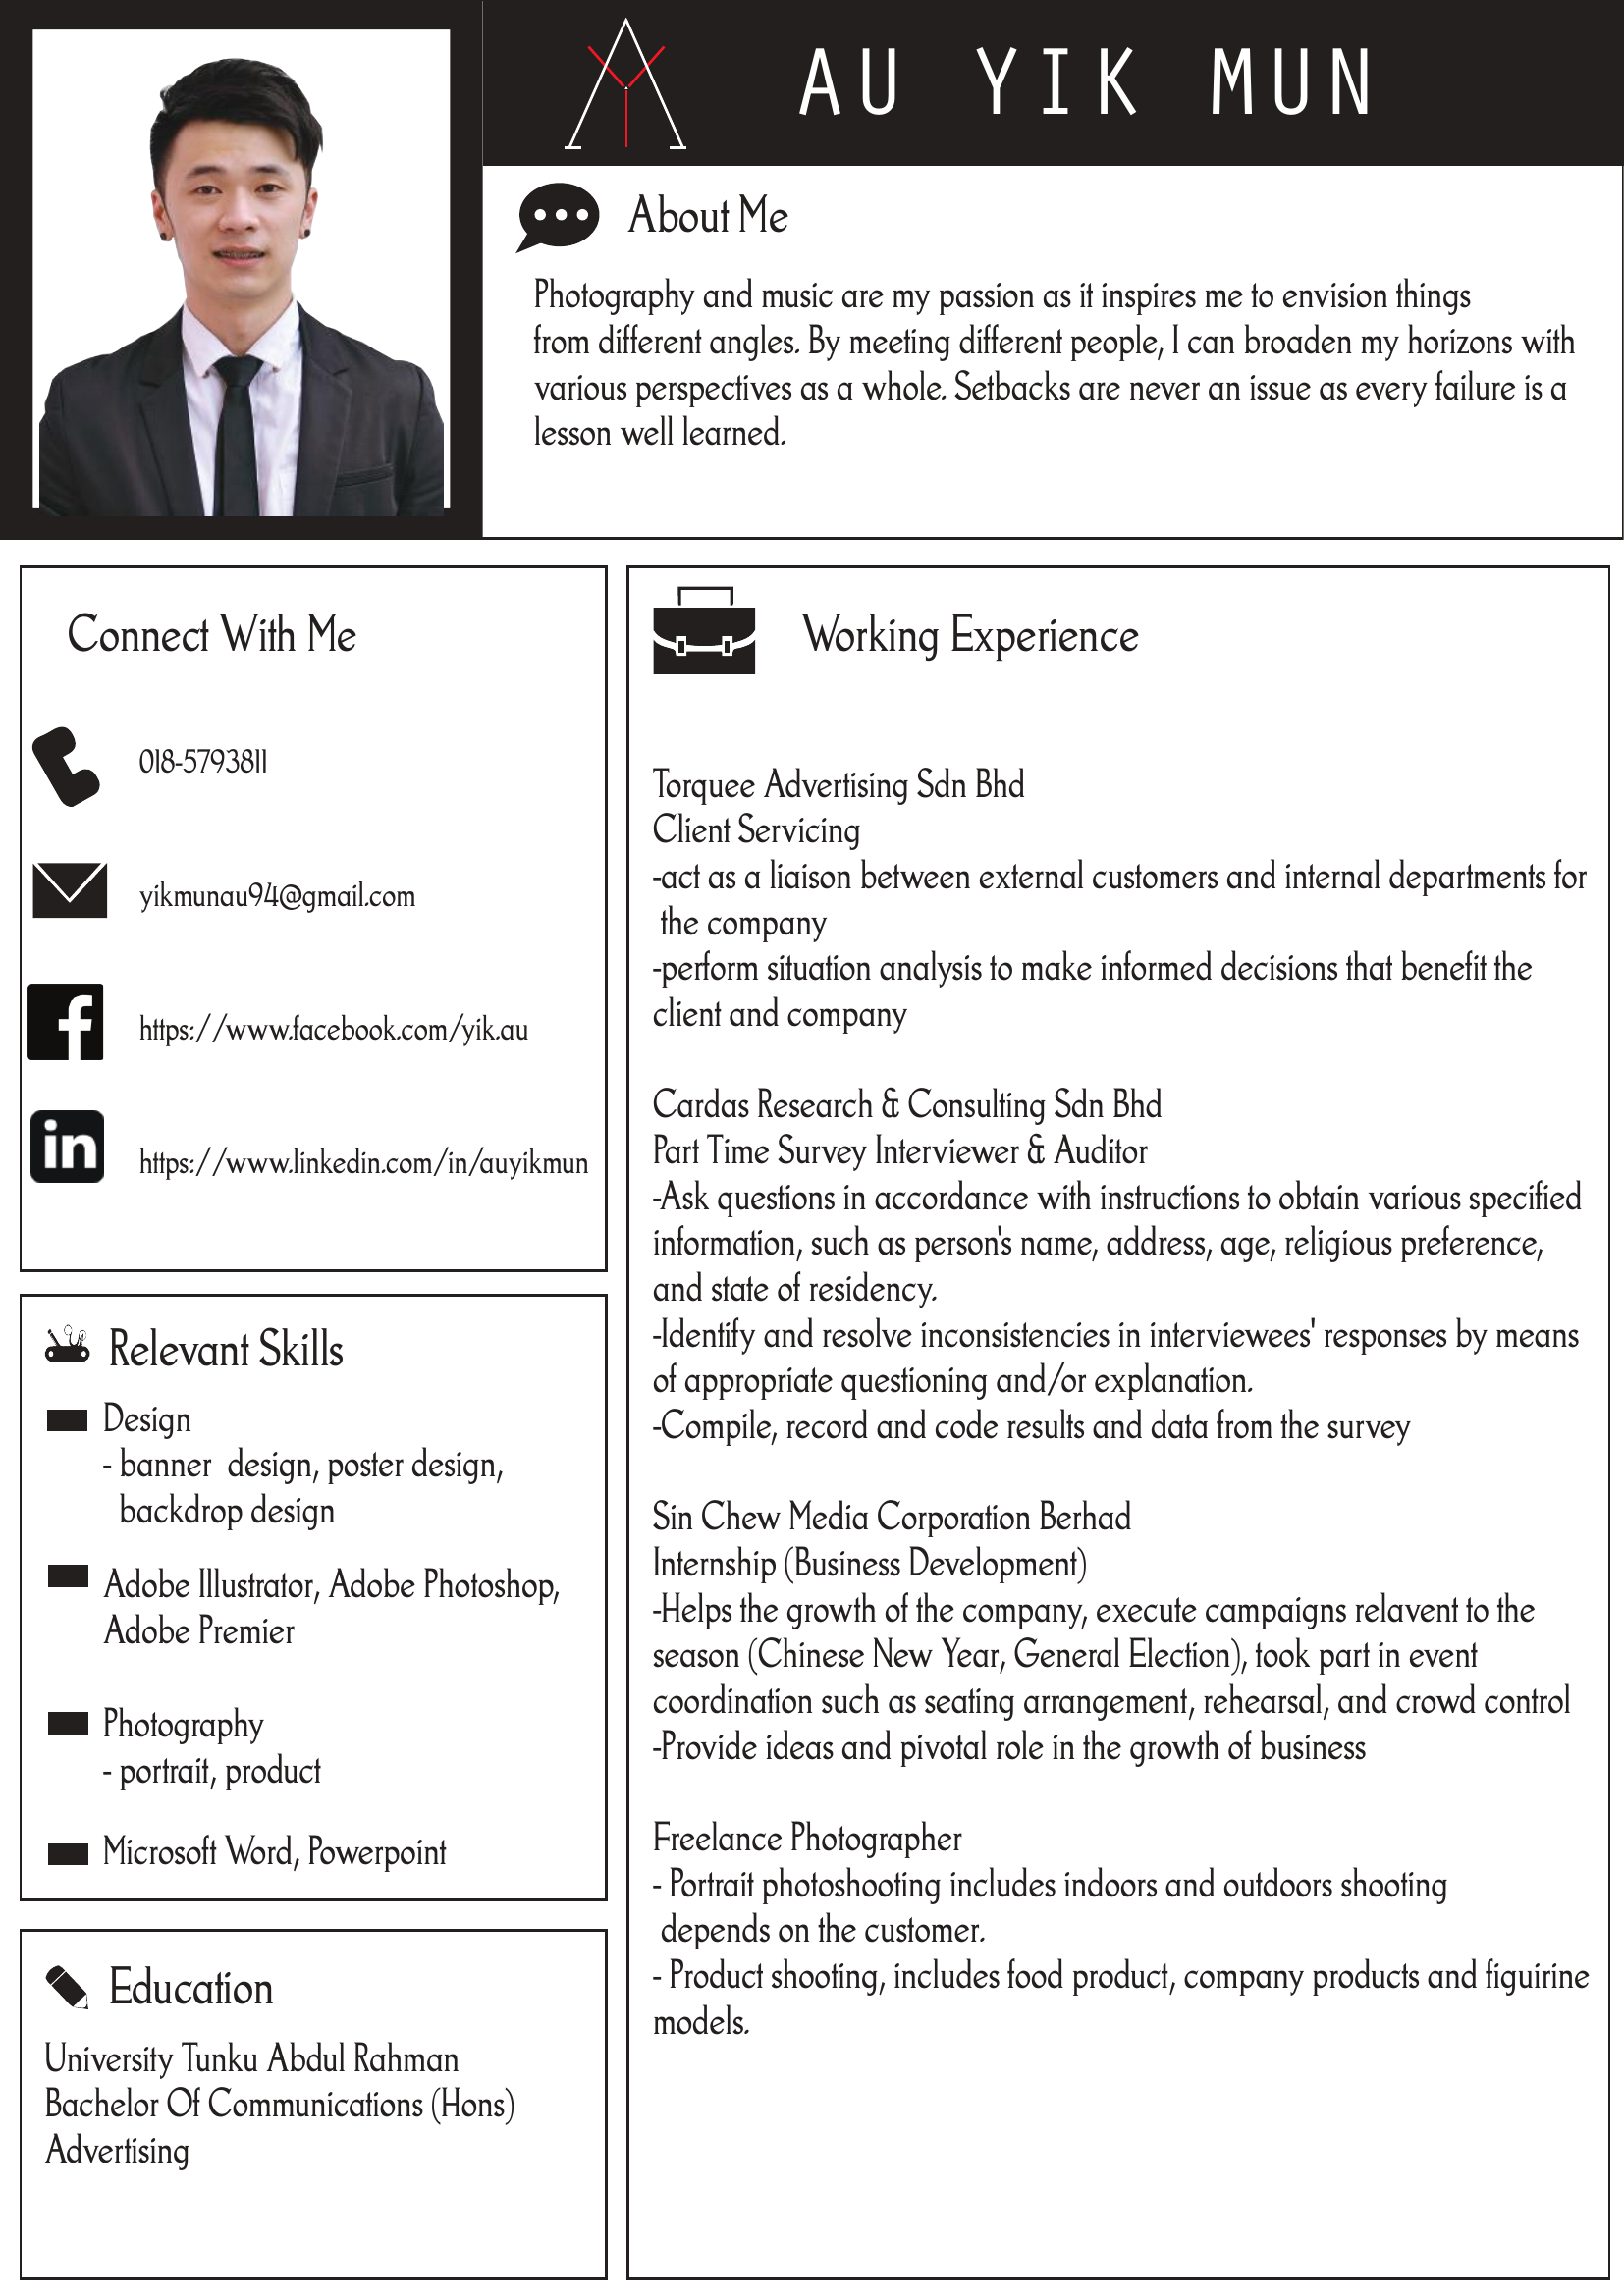 AU YIK MUN
About Me
Photography and music are my passion as it inspires me to envision things
from different angles. By meeting different people, I can broaden my horizons with
various perspectives as a whole. Setbacks are never an issue as every failure is a
lesson well learned.
Connect With Me
018-5793811
yikmunau94@gmail.com
https://www.facebook.com/yik.au
https://www.linkedin.com/in/auyikmun
Relevant Skills
Design
- banner  design, poster design,
backdrop design
Adobe Illustrator, Adobe Photoshop,
Adobe Premier
Photography
- portrait, product
Microsoft Word, Powerpoint
Education
University Tunku Abdul Rahman
Bachelor Of Communications (Hons)
Advertising
Working Experience
Torquee Advertising Sdn Bhd
Client Servicing
-act as a liaison between external customers and internal departments for
the company
-perform situation analysis to make informed decisions that benefit the
client and company
Cardas Research & Consulting Sdn Bhd
Part Time Survey Interviewer & Auditor
-Ask questions in accordance with instructions to obtain various specified
information, such as person's name, address, age, religious preference,
and state of residency.
-Identify and resolve inconsistencies in interviewees' responses by means
of appropriate questioning and/or explanation.
-Compile, record and code results and data from the survey
Sin Chew Media Corporation Berhad
Internship (Business Development)
-Helps the growth of the company, execute campaigns relavent to the
season (Chinese New Year, General Election), took part in event
coordination such as seating arrangement, rehearsal, and crowd control
-Provide ideas and pivotal role in the growth of business
Freelance Photographer
- Portrait photoshooting includes indoors and outdoors shooting
depends on the customer.
- Product shooting, includes food product, company products and figuirine
models.